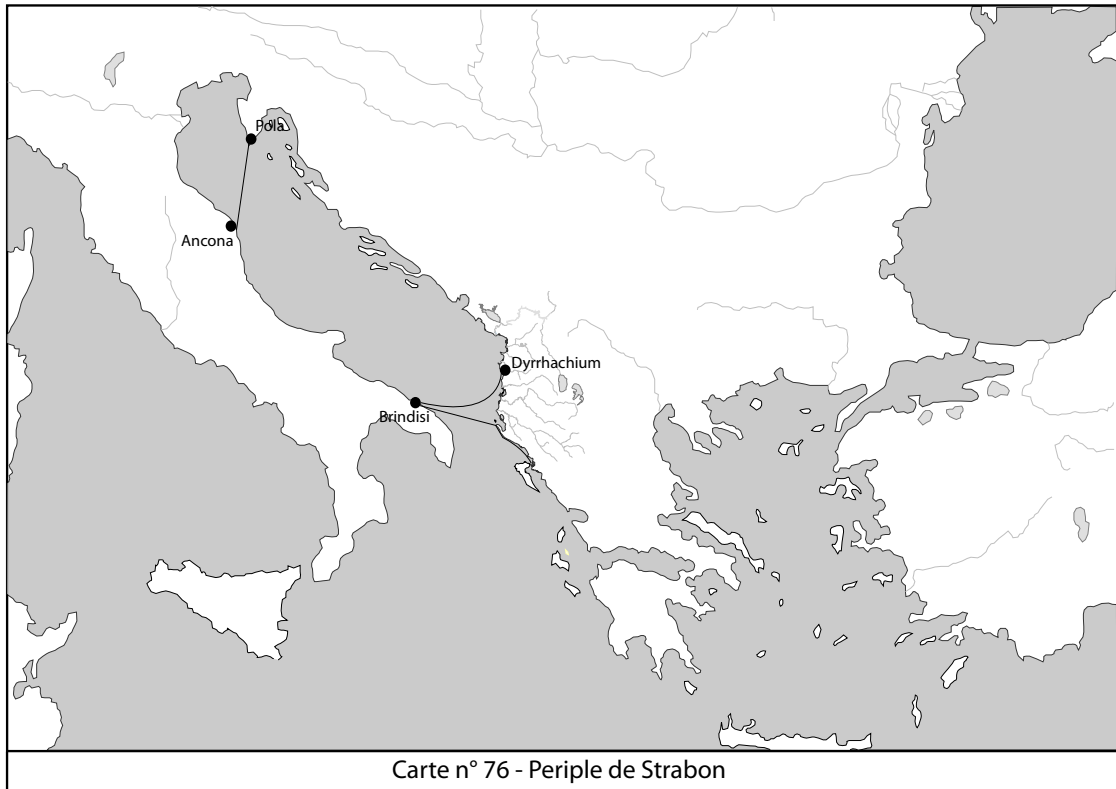 Pola
Ancona
Dyrrhachium
Brindisi
Carte n° 76 - Periple de Strabon